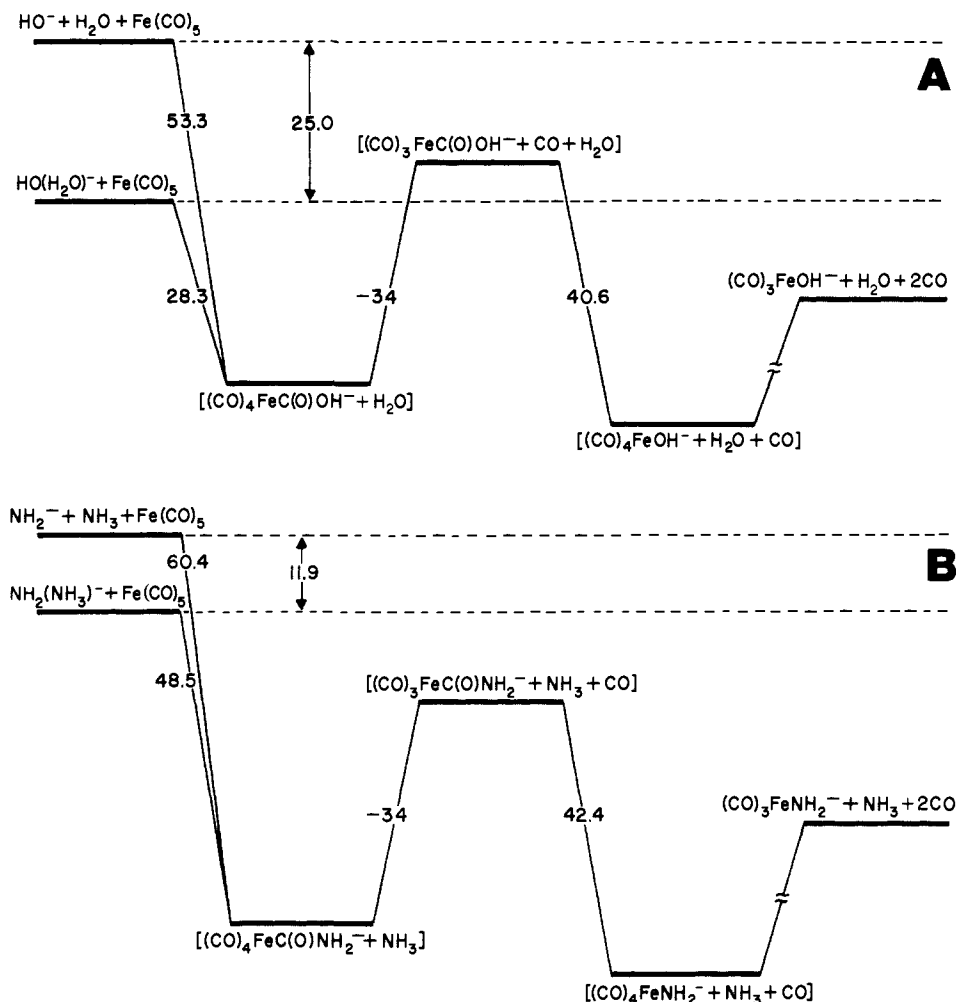 HO⁻ + H₂O + Fe(CO)₅
A
53.3
25.0
[(CO)₃FeC(O)OH⁻ + CO + H₂O]
HO(H₂O)⁻ + Fe(CO)₅
28.3
-34
40.6
(CO)₃FeOH⁻ + H₂O + 2CO
[(CO)₄FeC(O)OH⁻ + H₂O]
[(CO)₄FeOH⁻ + H₂O + CO]
NH₂⁻ + NH₃ + Fe(CO)₅
B
60.4
11.9
NH₂(NH₃)⁻ + Fe(CO)₅
48.5
[(CO)₃FeC(O)NH₂⁻ + NH₃ + CO]
-34
42.4
(CO)₃FeNH₂⁻ + NH₃ + 2CO
[(CO)₄FeC(O)NH₂⁻ + NH₃]
[(CO)₄FeNH₂⁻ + NH₃ + CO]